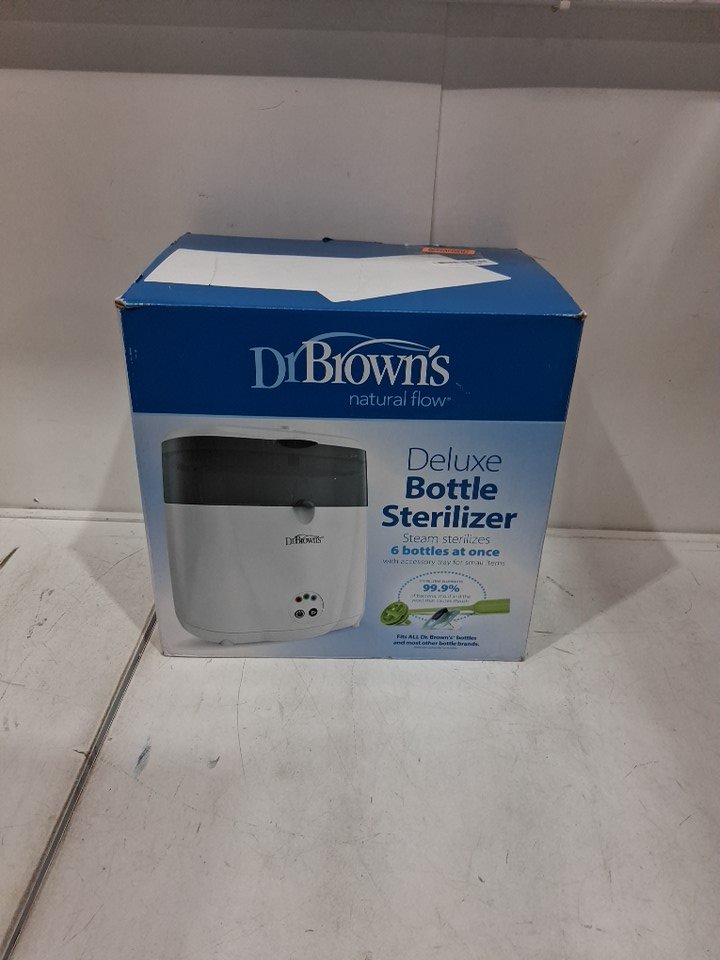 Dr Brown's
natural flow®
Deluxe
Bottle
Sterilizer
Steam sterilizes
6 bottles at once
with accessory tray for small items
Dr Brown's
99.9%
Fits ALL Dr. Brown's® bottles
and most other bottle brands.